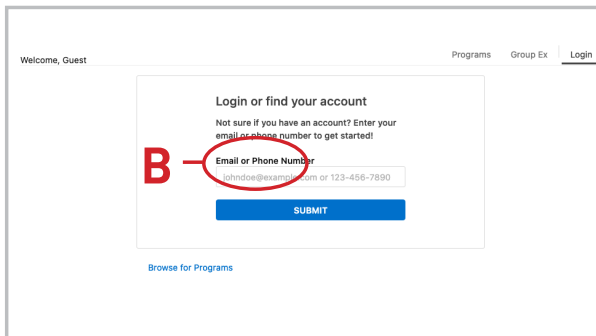 Welcome, Guest
Programs Group Ex Login
Login or find your account
Not sure if you have an account? Enter your
email or phone number to get started!
B
Email or Phone Number
johndoe@example.com or 123-456-7890
SUBMIT
Browse for Programs